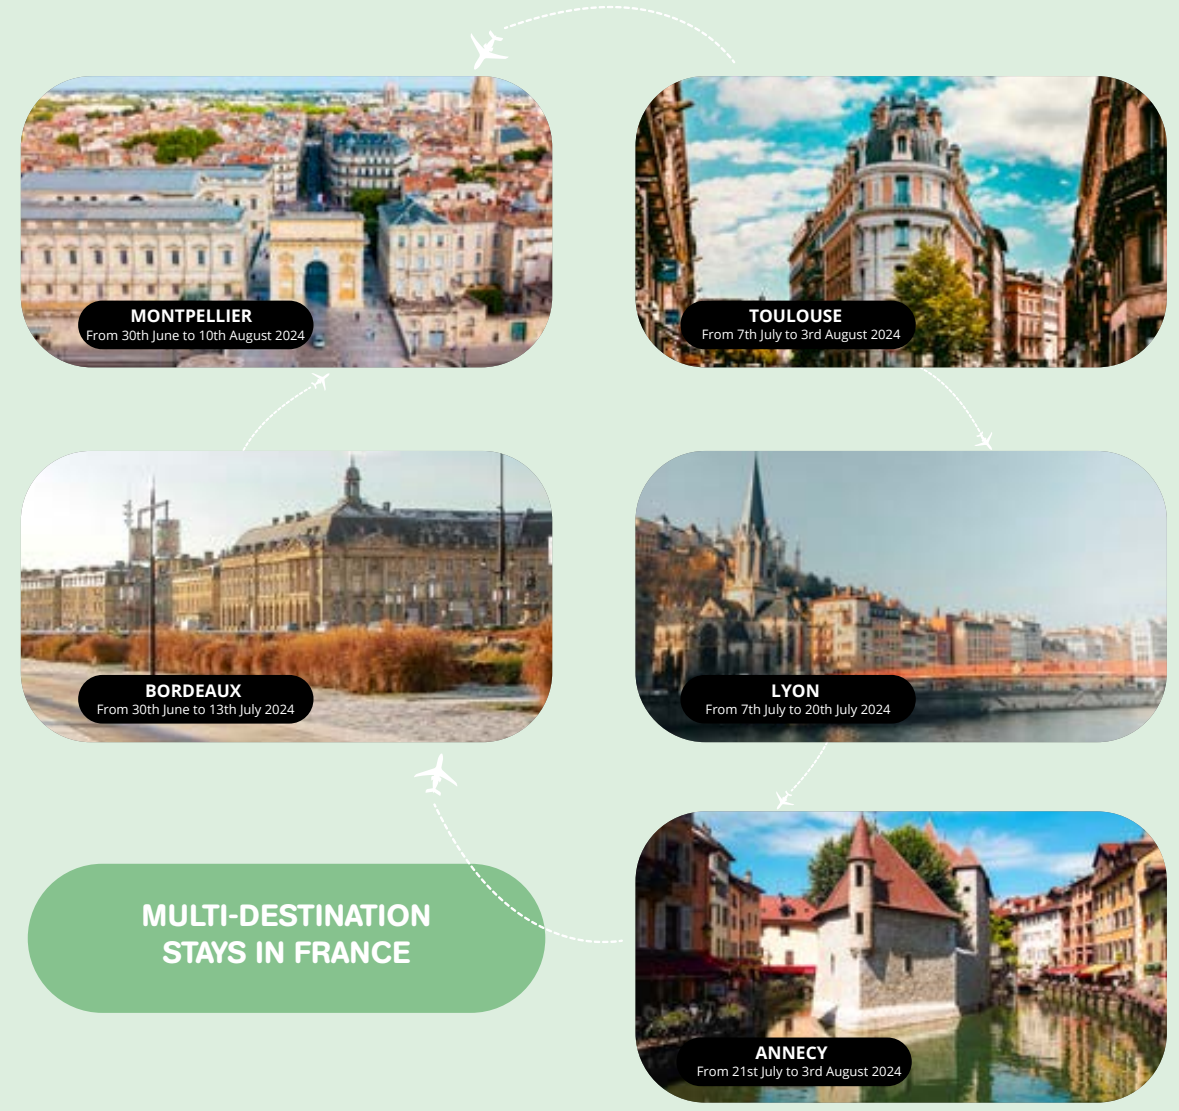 MONTPELLIER
From 30th June to 10th August 2024
TOULOUSE
From 7th July to 3rd August 2024
BORDEAUX
From 30th June to 13th July 2024
LYON
From 7th July to 20th July 2024
MULTI-DESTINATION
STAYS IN FRANCE
ANNECY
From 21st July to 3rd August 2024